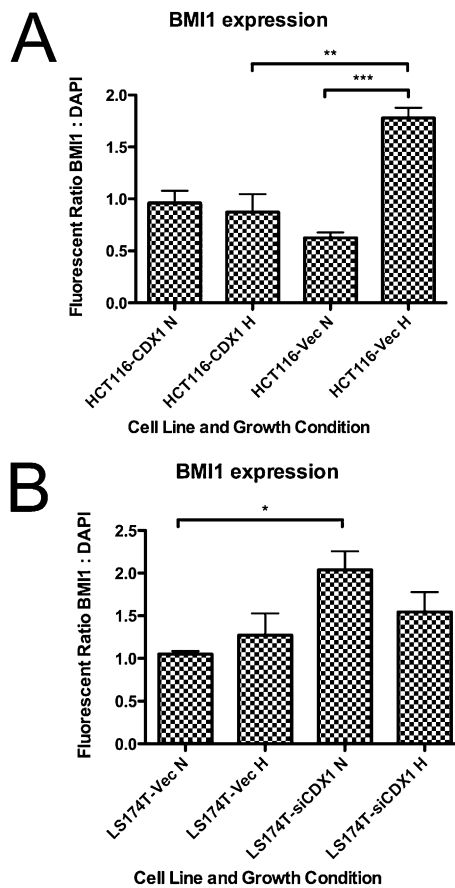 A
BMI1 expression
**
***
Fluorescent Ratio BMI1 : DAPI
2.0
1.5
1.0
0.5
0.0
HCT116-CDX1 N
HCT116-CDX1 H
HCT116-Vec N
HCT116-Vec H
Cell Line and Growth Condition
B
BMI1 expression
*
Fluorescent Ratio BMI1 : DAPI
2.5
2.0
1.5
1.0
0.5
0.0
LS174T-Vec N
LS174T-Vec H
LS174T-siCDX1 N
LS174T-siCDX1 H
Cell Line and Growth Condition